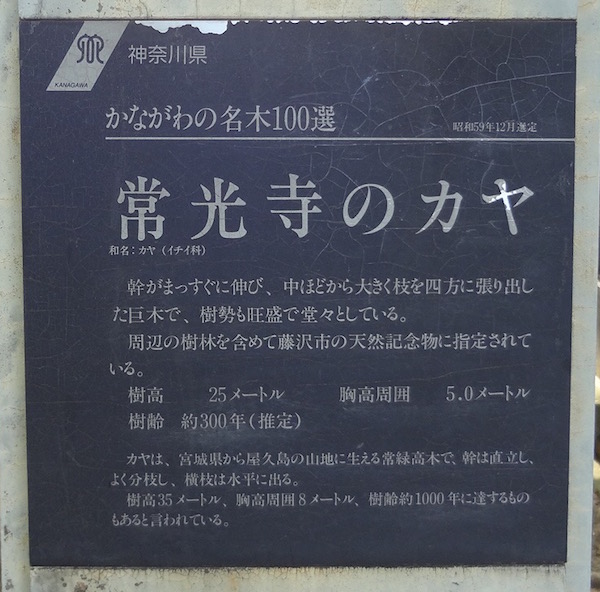 神奈川県
KANAGAWA
かながわの名木100選
昭和59年12月選定
常光寺のカヤ
和名：カヤ（イチイ科）
幹がまっすぐに伸び、中ほどから大きく枝を四方に張り出し
た巨木で、樹勢も旺盛で堂々としている。
周辺の樹林を含めて藤沢市の天然記念物に指定されて
いる。
樹高 25メートル 胸高周囲 5.0メートル
樹齢 約300年（推定）
カヤは、宮城県から屋久島の山地に生える常緑高木で、幹は直立し、
よく分枝し、横枝は水平に出る。
樹高35メートル、胸高周囲8メートル、樹齢約1000年に達するもの
もあると言われている。